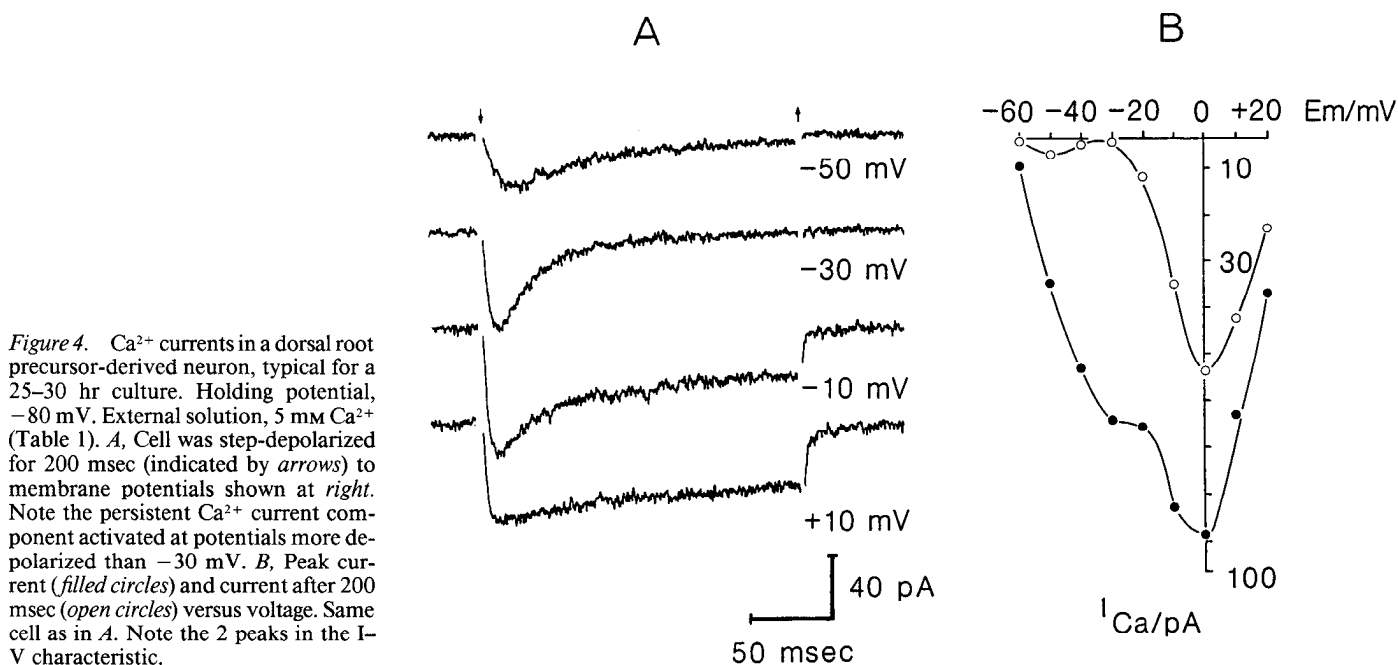 A
B
-50 mV
-30 mV
-10 mV
+10 mV
40 pA
50 msec
-60 -40 -20 0 +20 Em/mV
10
30
100
I Ca/pA
Figure 4. Ca²⁺ currents in a dorsal root
precursor-derived neuron, typical for a
25–30 hr culture. Holding potential,
−80 mV. External solution, 5 mM Ca²⁺
(Table 1). A, Cell was step-depolarized
for 200 msec (indicated by arrows) to
membrane potentials shown at right.
Note the persistent Ca²⁺ current com-
ponent activated at potentials more de-
polarized than −30 mV. B, Peak cur-
rent (filled circles) and current after 200
msec (open circles) versus voltage. Same
cell as in A. Note the 2 peaks in the I–
V characteristic.